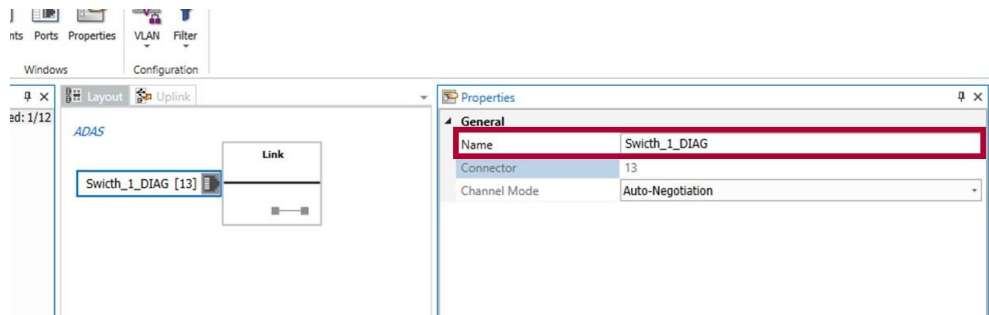 nts Ports Properties VLAN Filter
Windows Configuration
ed: 1/12
Layout Uplink
ADAS
Link
Swicth_1_DIAG [13]
Properties
General
Name Swicth_1_DIAG
Connector 13
Channel Mode Auto-Negotiation